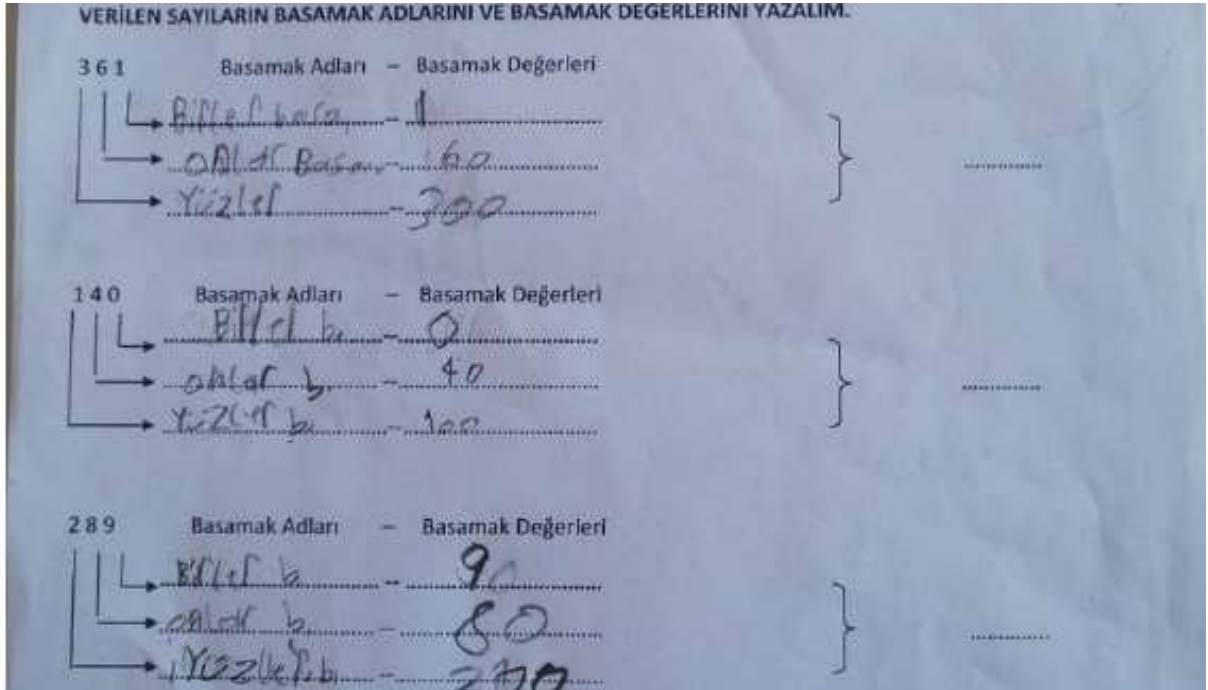 VERİLEN SAYILARIN BASAMAK ADLARINI VE BASAMAK DEĞERLERİNİ YAZALIM.
361 Basamak Adları – Basamak Değerleri
Birler basa – 1
onlar Basa – 60
Yüzler – 300
140 Basamak Adları – Basamak Değerleri
Birler b. – 0
onlar b. – 40
Yüzler b. – 100
289 Basamak Adları – Basamak Değerleri
Birler b. – 9
onlar b. – 80
Yüzler b. – 200